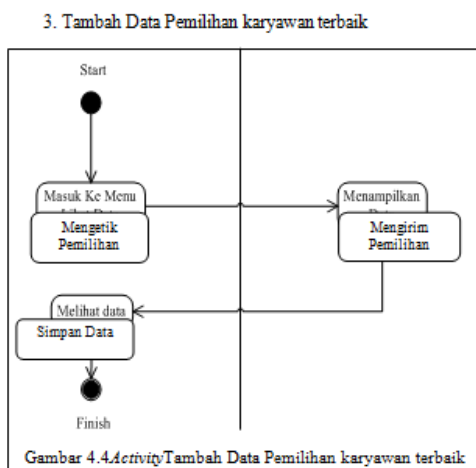 3. Tambah Data Pemilihan karyawan terbaik
Start
Masuk Ke Menu
Mengetik
Pemilihan
Menampilkan
Mengirim
Pemilihan
Melihat data
Simpan Data
Finish
Gambar 4.4ActivityTambah Data Pemilihan karyawan terbaik